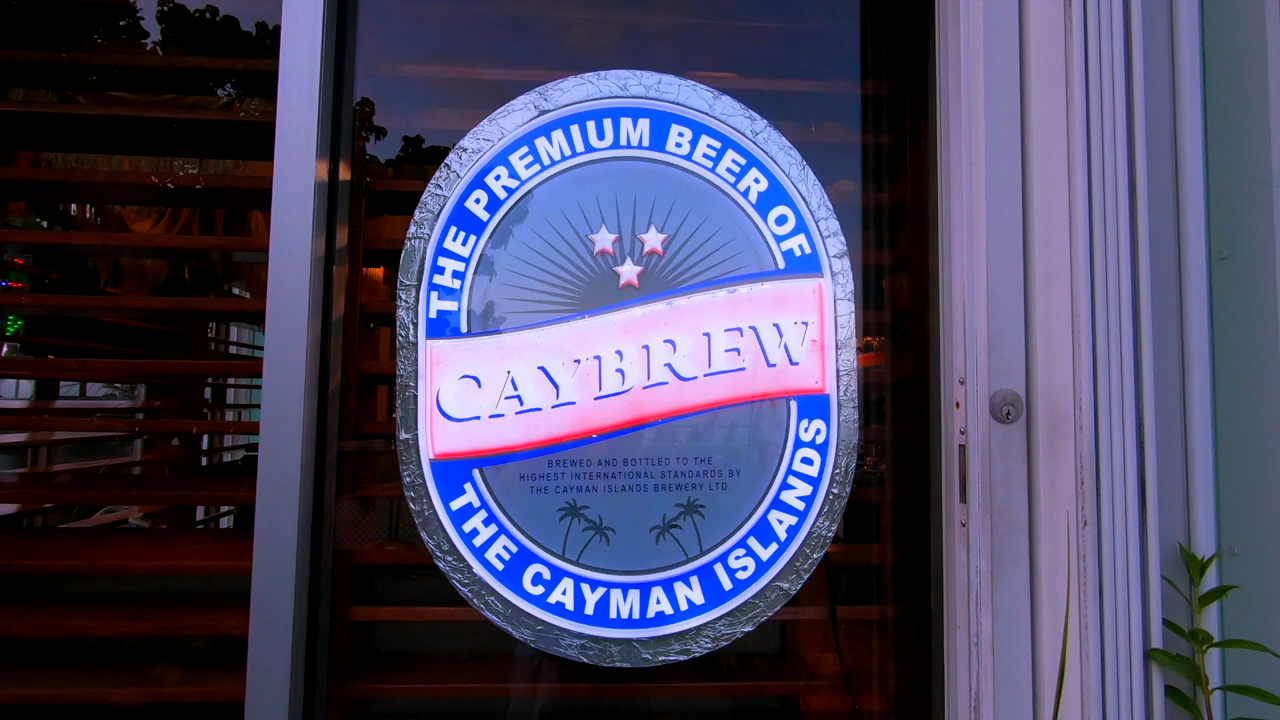 THE PREMIUM BEER OF
CAYBREW
BREWED AND BOTTLED TO THE
HIGHEST INTERNATIONAL STANDARDS BY
THE CAYMAN ISLANDS BREWERY LTD.
THE CAYMAN ISLANDS